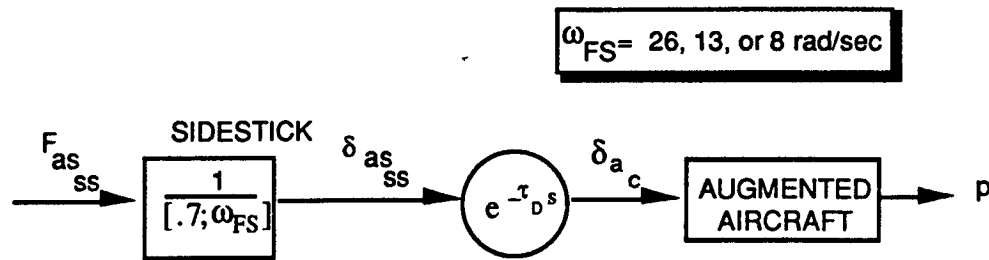 ω_FS = 26, 13, or 8 rad/sec
SIDESTICK
F_as_ss
1
[.7;ω_FS]
δ_as_ss
e^-τ_D s
δ_a_c
AUGMENTED
AIRCRAFT
p